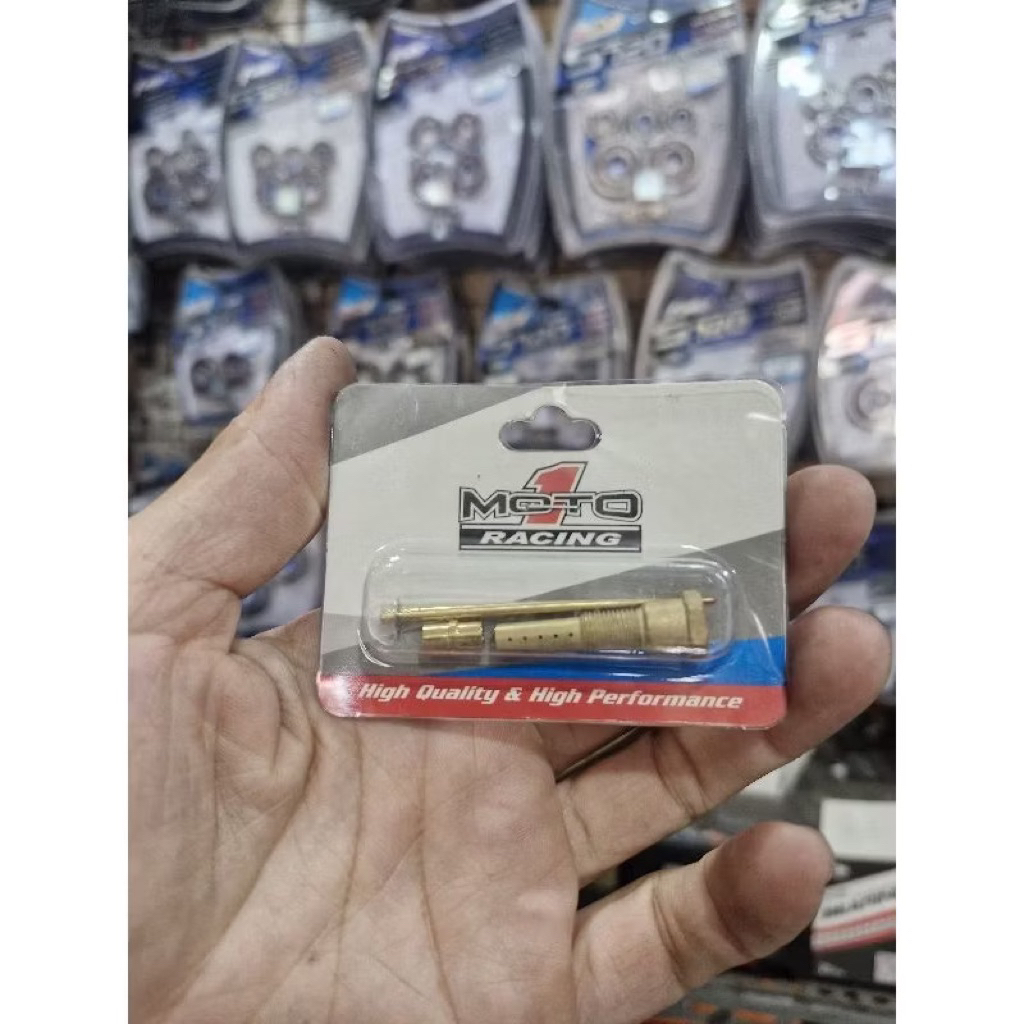 MOTO 1
RACING
High Quality & High Performance